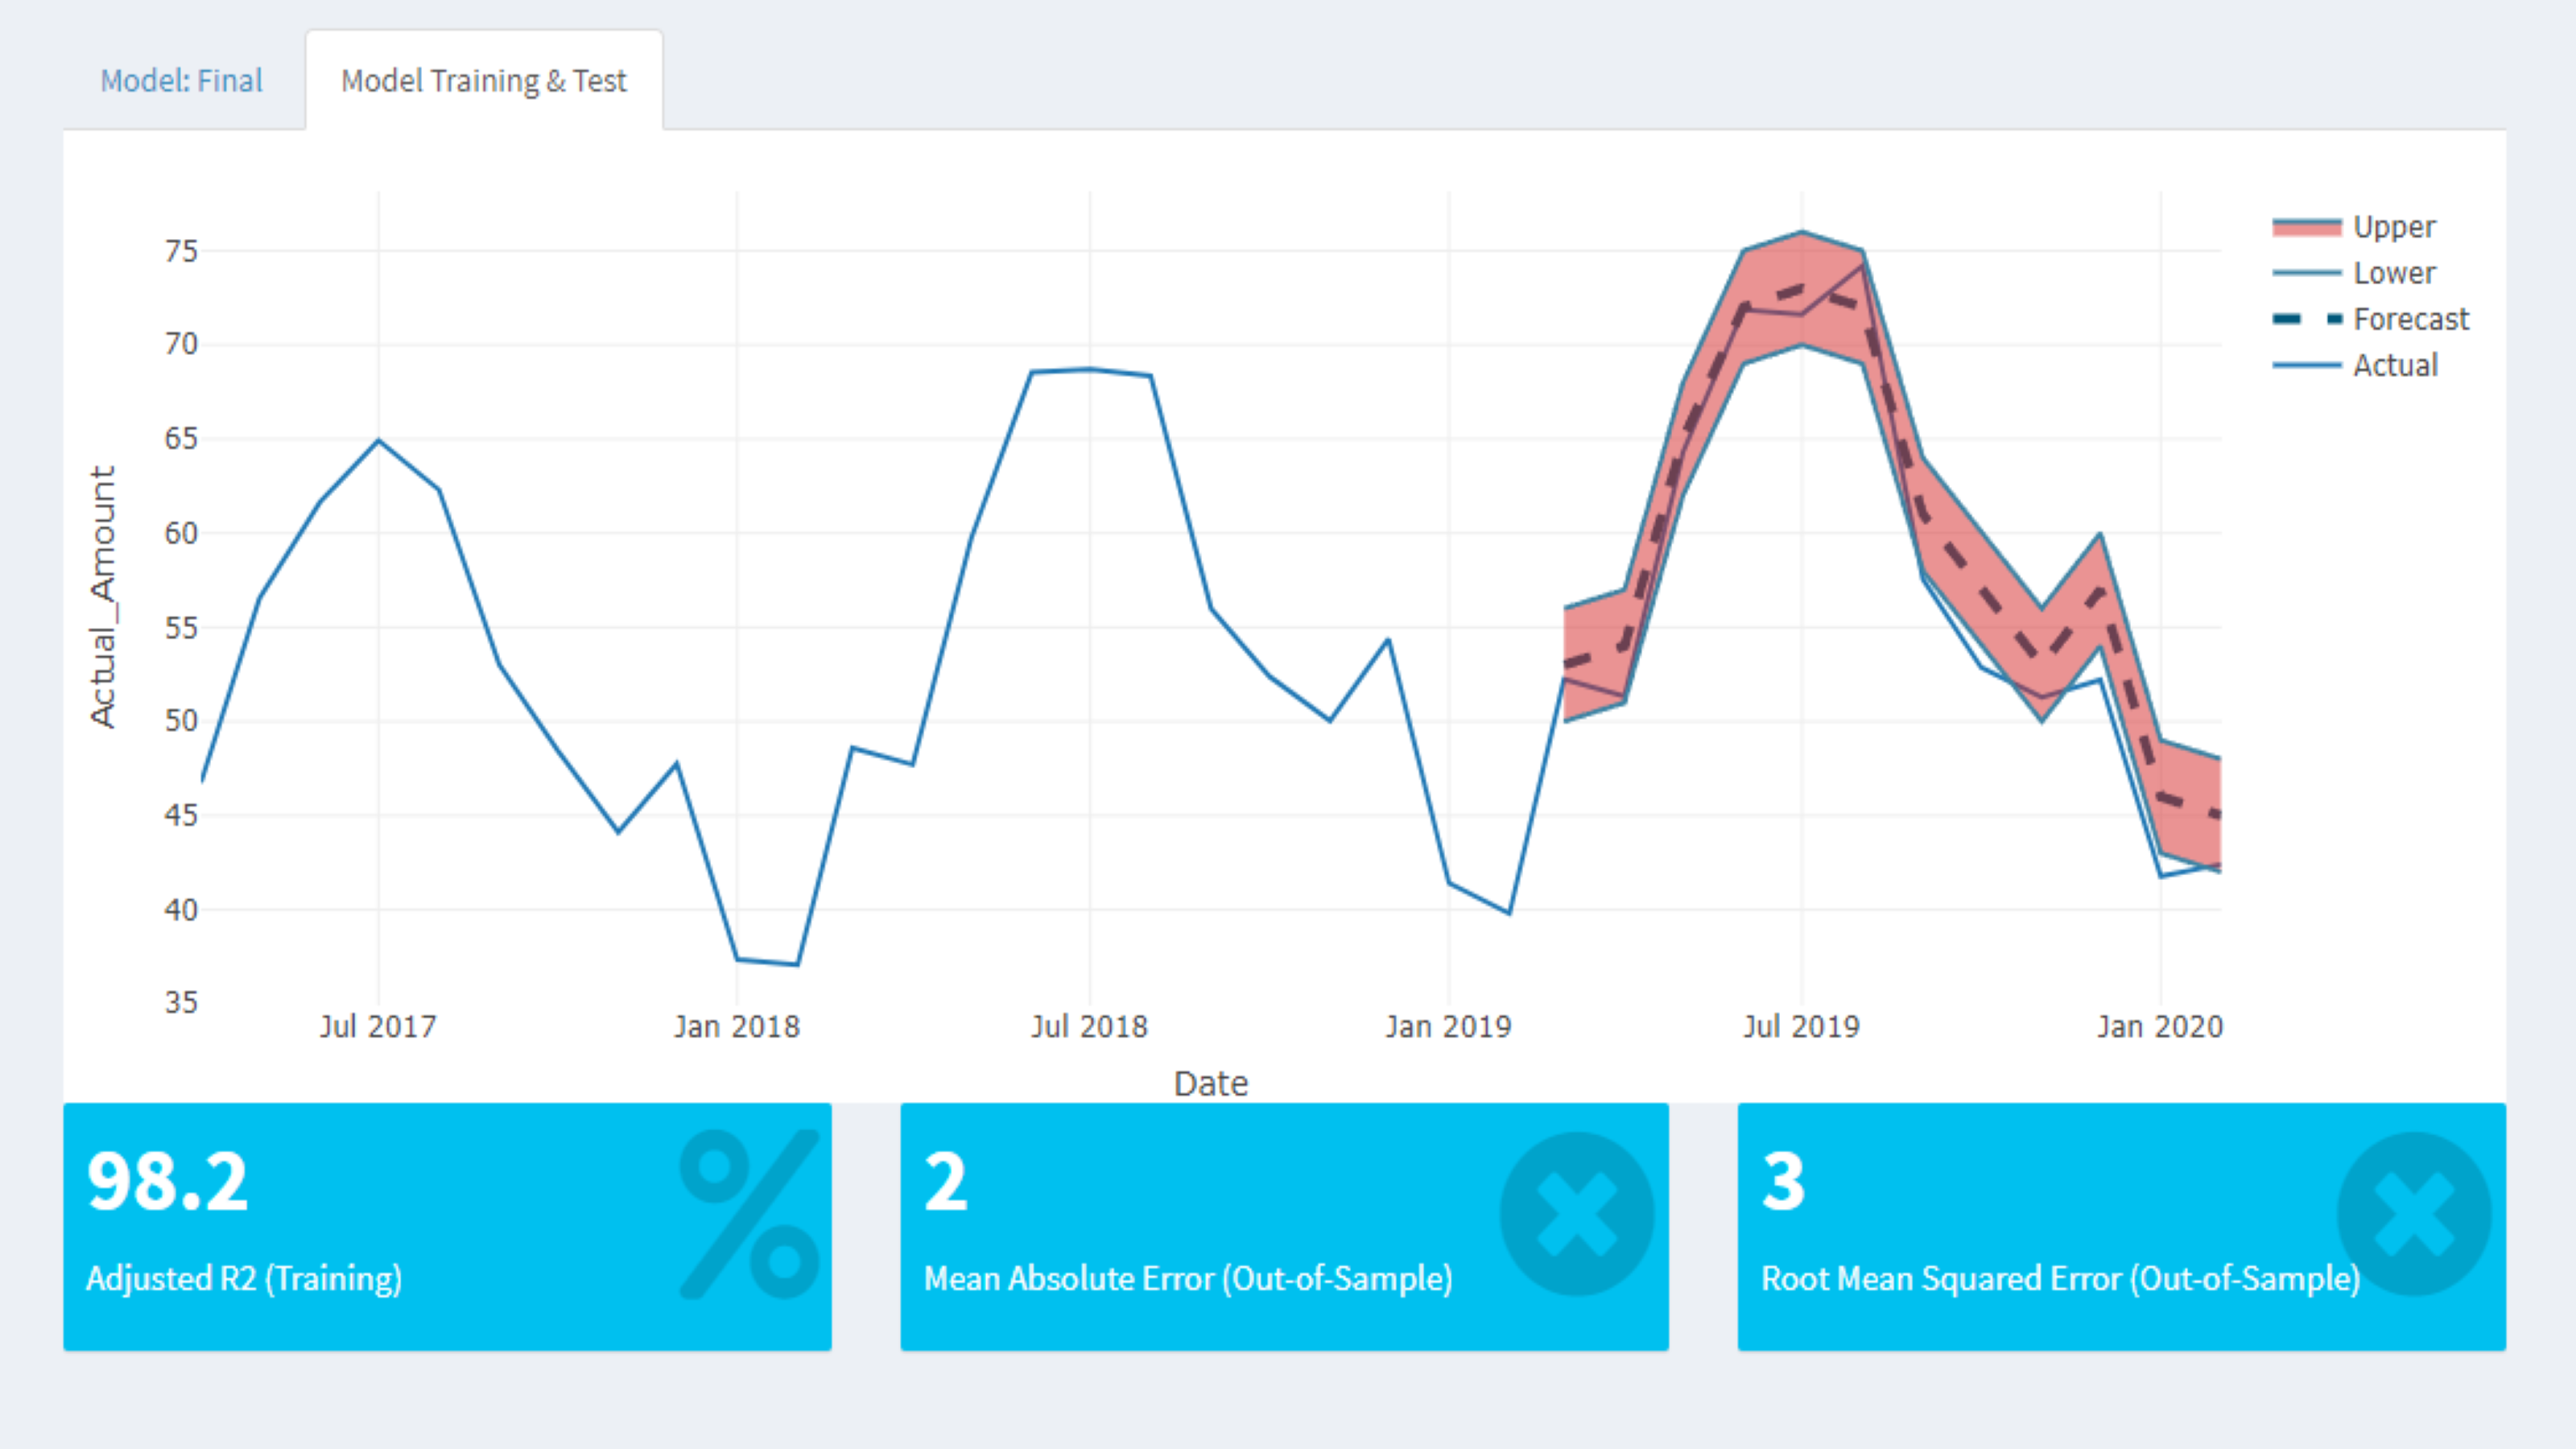 Model: Final
Model Training & Test
Upper
Lower
Forecast
Actual
75
70
65
60
55
50
45
40
35
Actual_Amount
Jul 2017
Jan 2018
Jul 2018
Jan 2019
Jul 2019
Jan 2020
Date
98.2
%
Adjusted R2 (Training)
2
Mean Absolute Error (Out-of-Sample)
3
Root Mean Squared Error (Out-of-Sample)